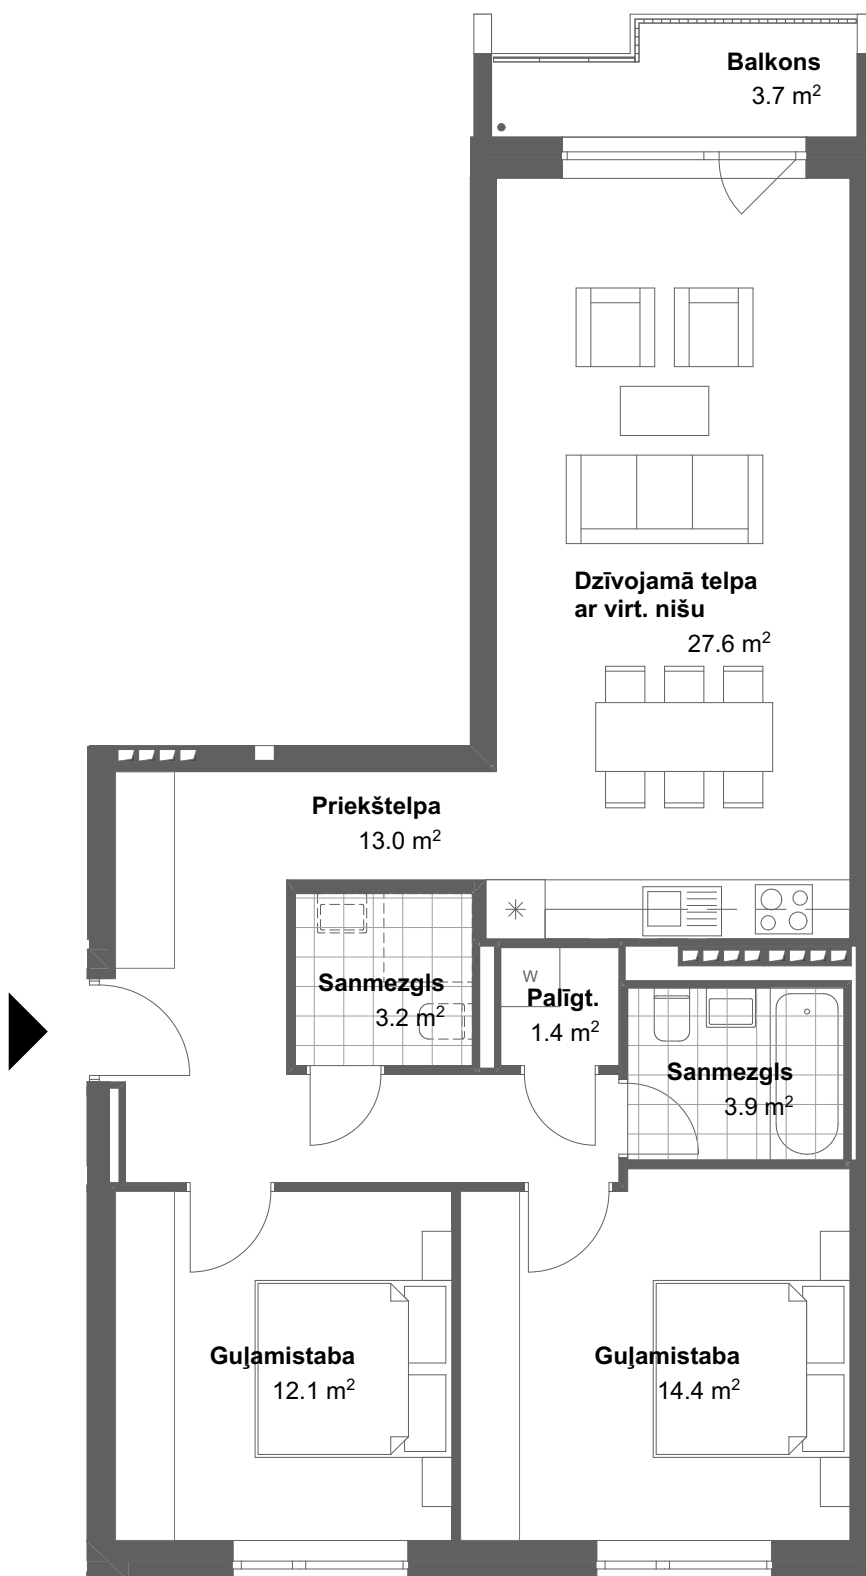 Balkons
3.7 m²
Dzīvojamā telpa
ar virt. nišu
27.6 m²
Priekštelpa
13.0 m²
Sanmezgls
3.2 m²
W
Palīgt.
1.4 m²
Sanmezgls
3.9 m²
Guļamistaba
12.1 m²
Guļamistaba
14.4 m²